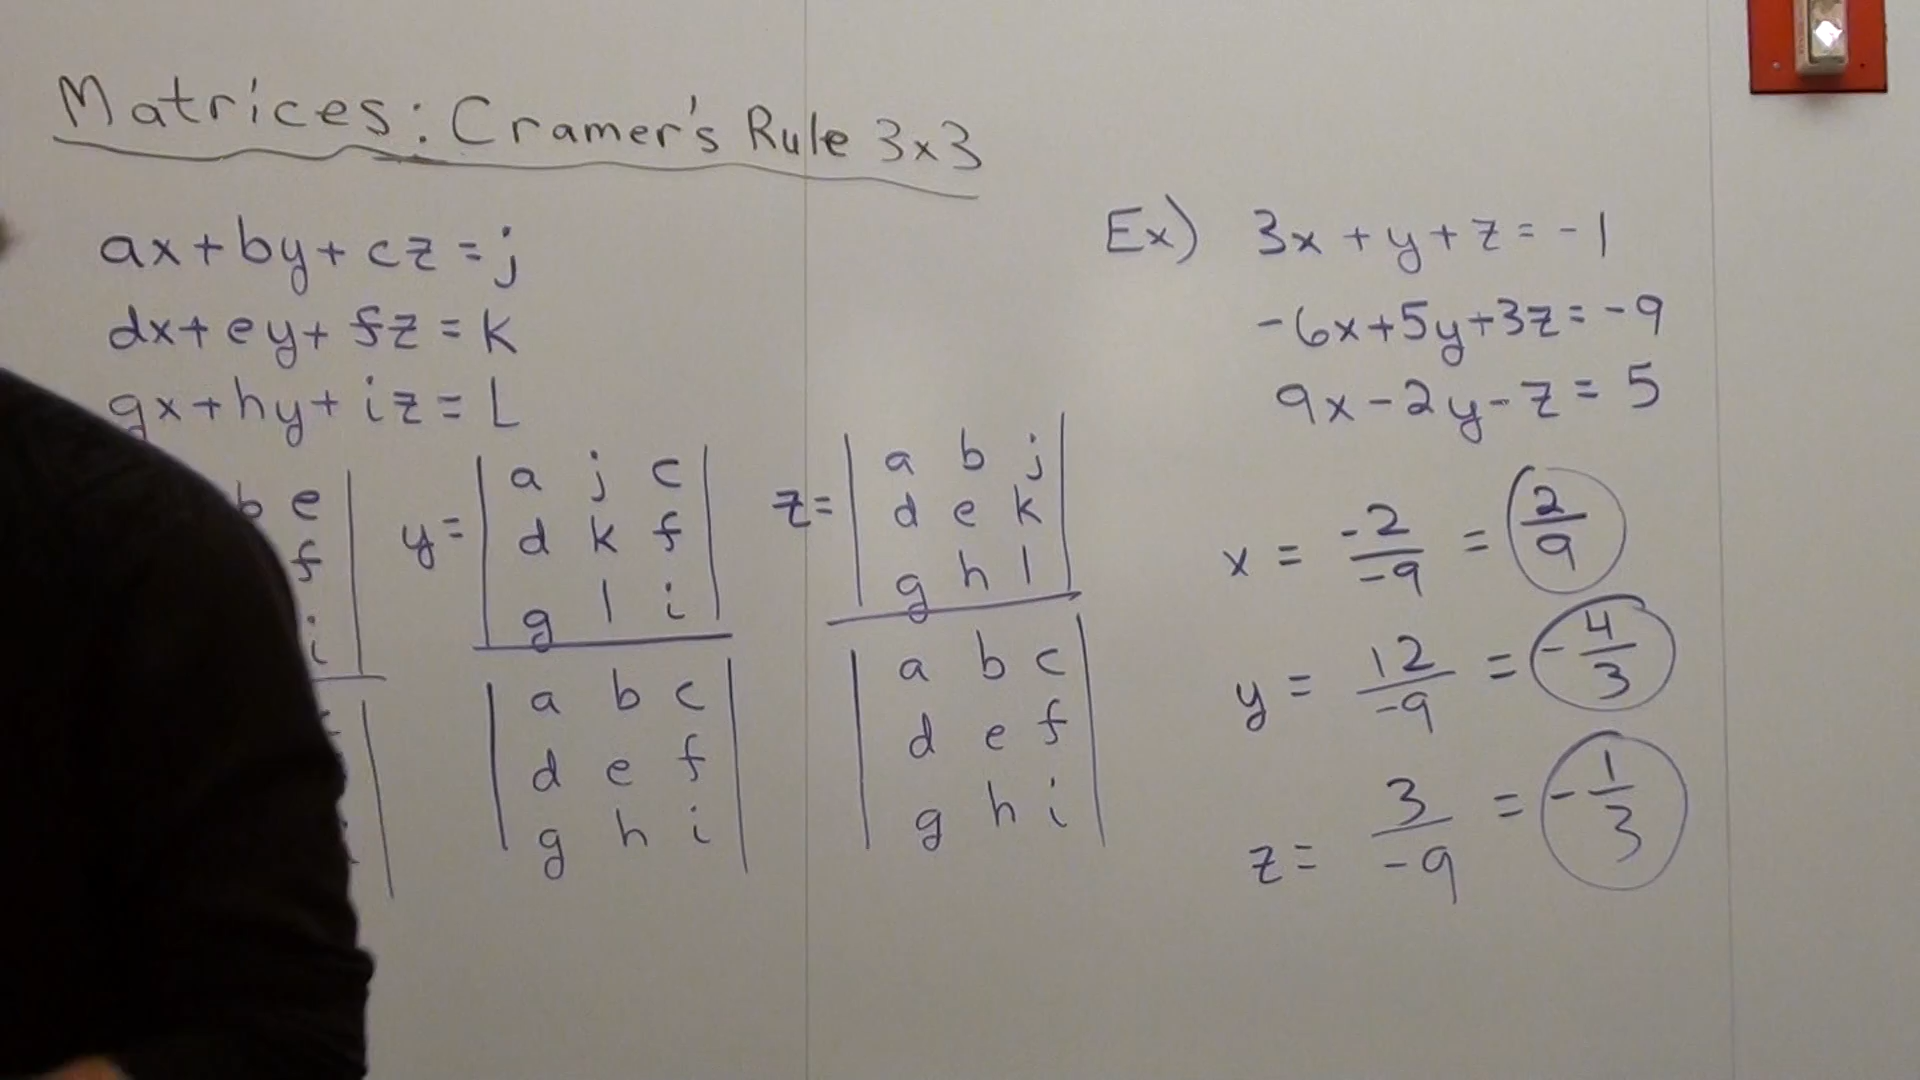 Matrices: Cramer's Rule 3x3
ax+by+cz=j
dx+ey+fz=K
gx+hy+iz=L
b e
f
i
y=
a j c
d k f
g l i
a b c
d e f
g h i
z=
a b j
d e k
g h l
a b c
d e f
g h i
Ex) 3x+y+z=-1
-6x+5y+3z=-9
9x-2y-z=5
x = -2/-9 = 2/9
y = 12/-9 = -4/3
z = 3/-9 = -1/3